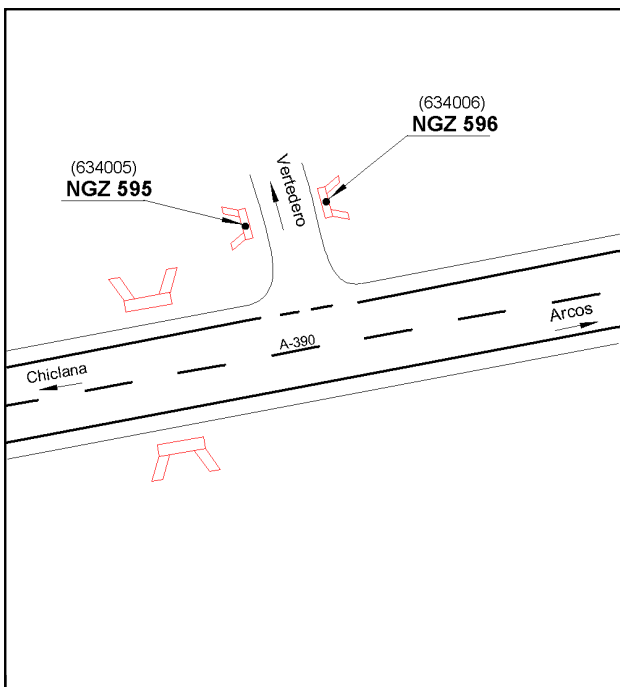 (634006)
NGZ 596
(634005)
NGZ 595
Vertedero
Arcos
A-390
Chiclana